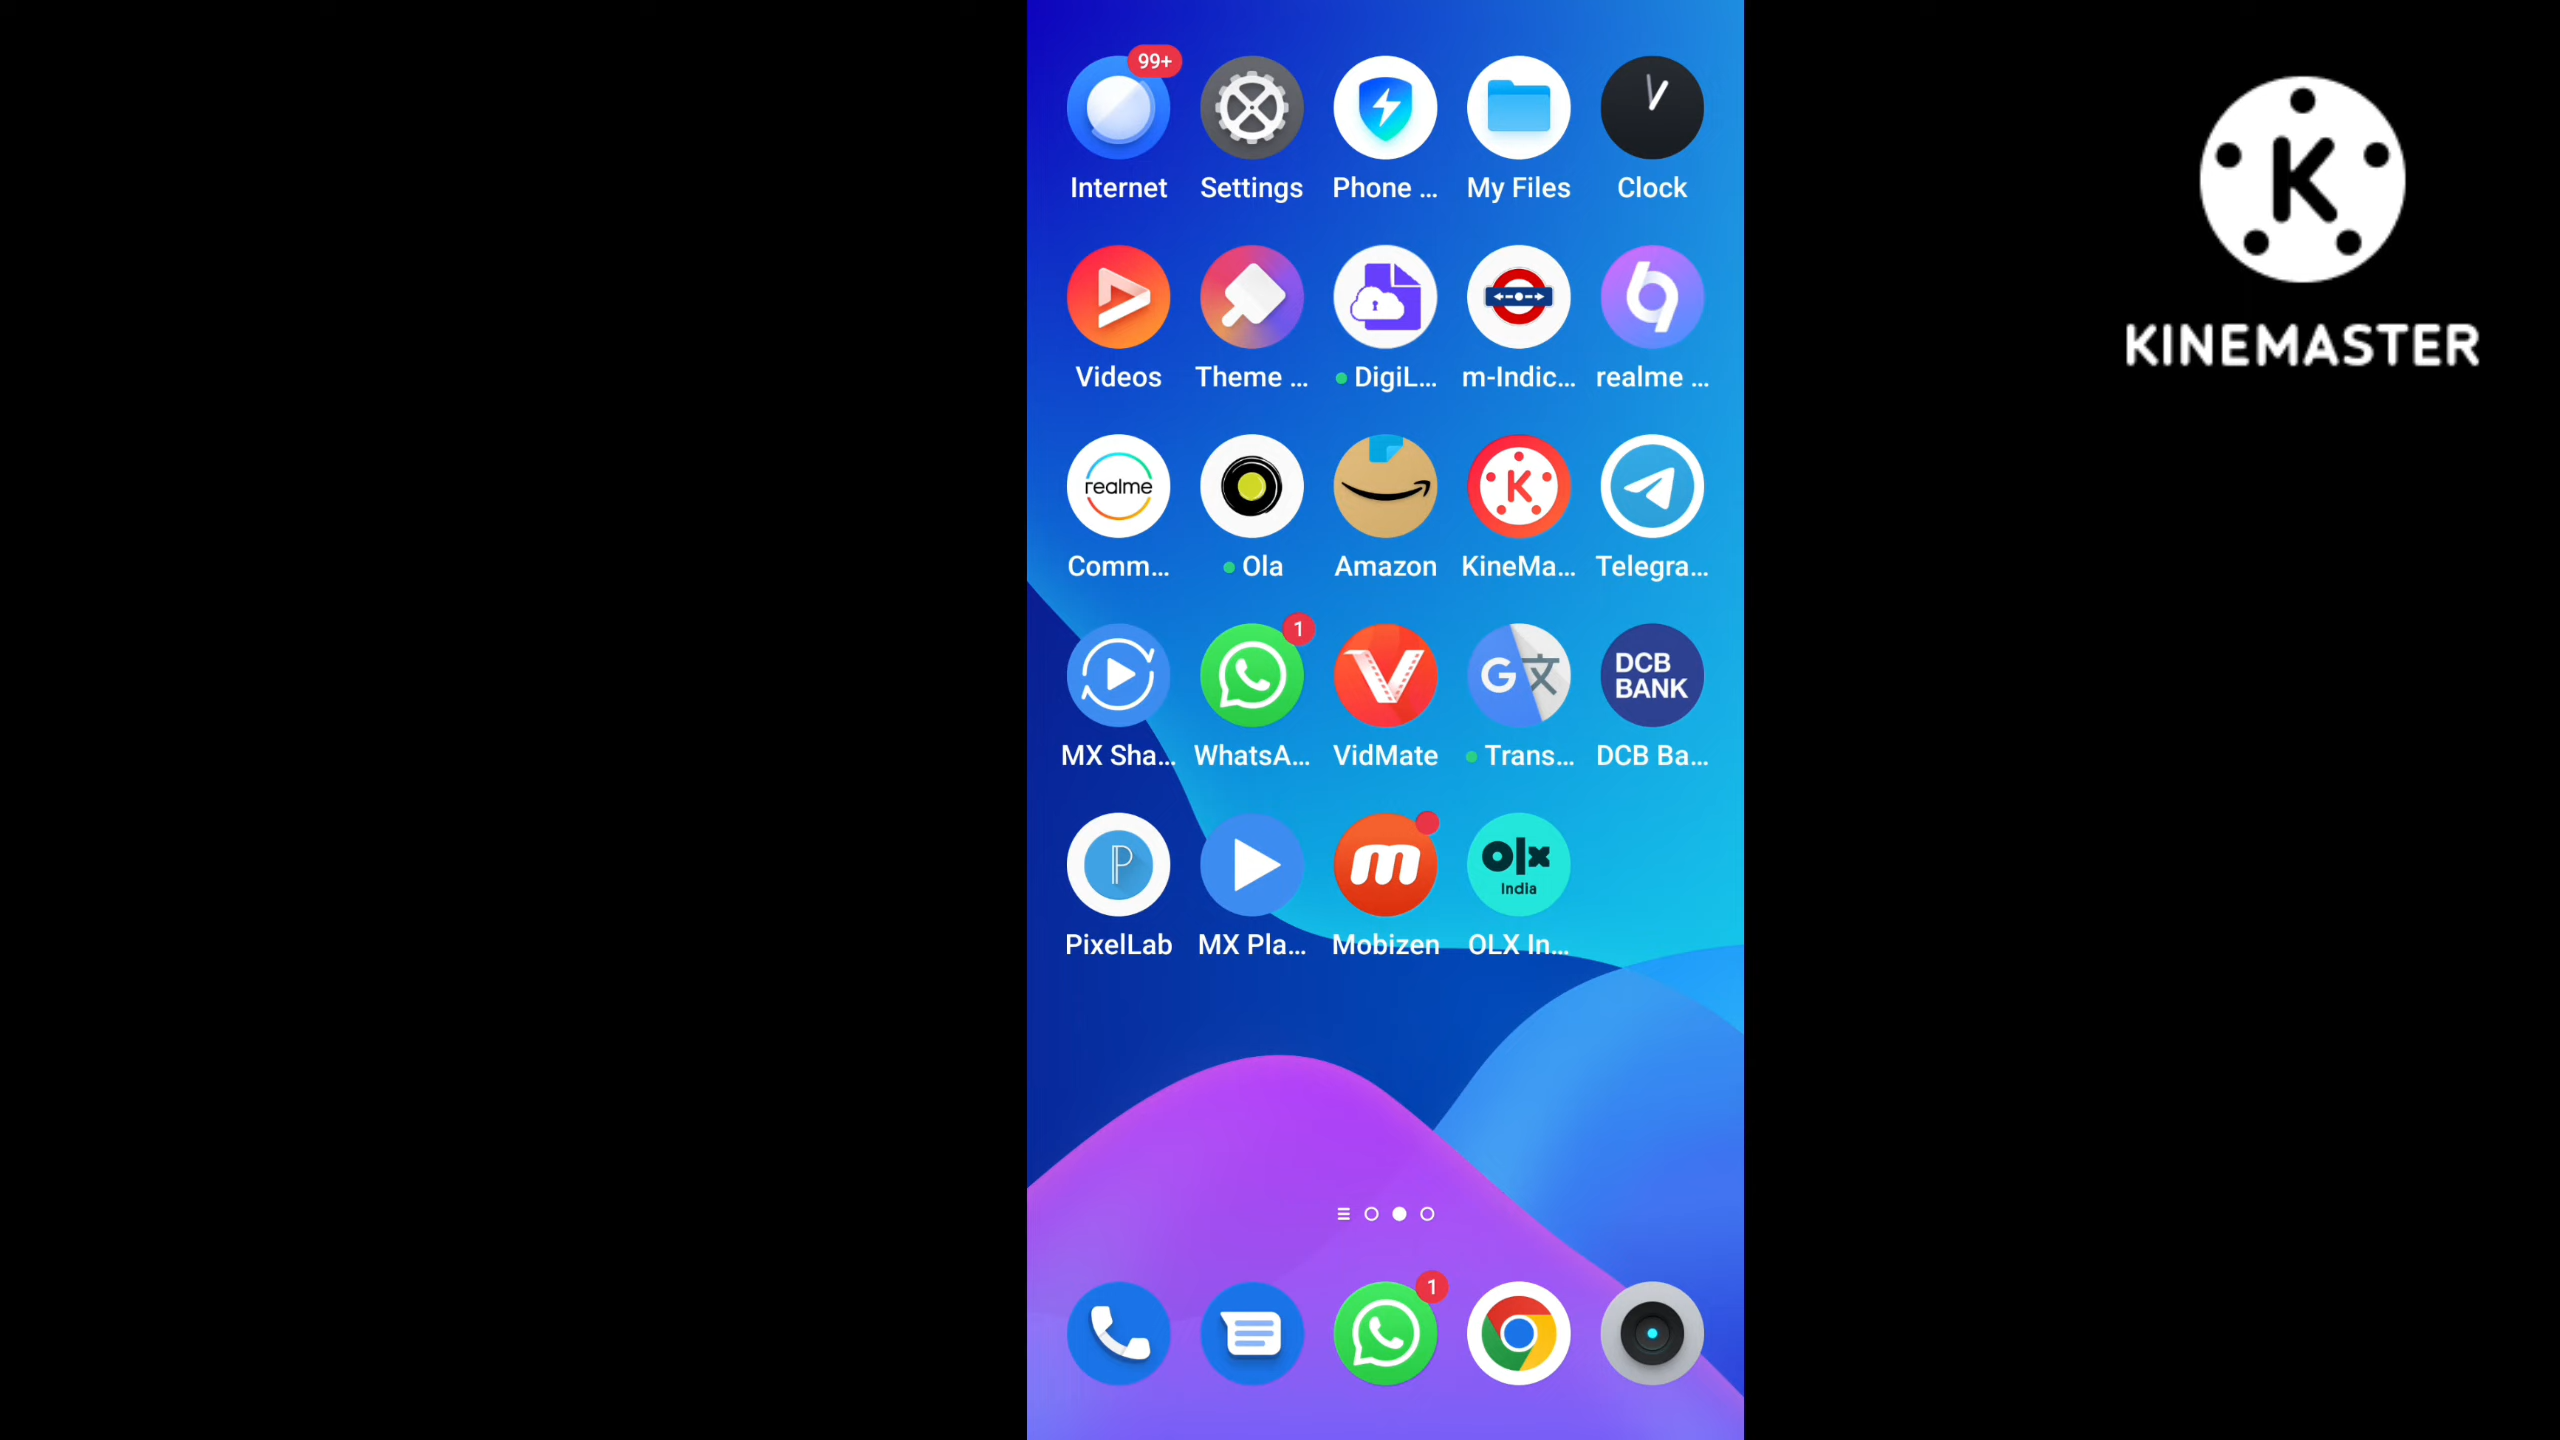 99+
Internet
Settings
Phone ...
My Files
Clock
Videos
Theme ...
DigiL...
m-Indic...
realme ...
realme
Comm...
Ola
Amazon
K
KineMa...
Telegra...
1
G文
DCB
BANK
MX Sha...
WhatsA...
VidMate
Trans...
DCB Ba...
P
m
olx
India
PixelLab
MX Pla...
Mobizen
OLX In...
1
K
KINEMASTER